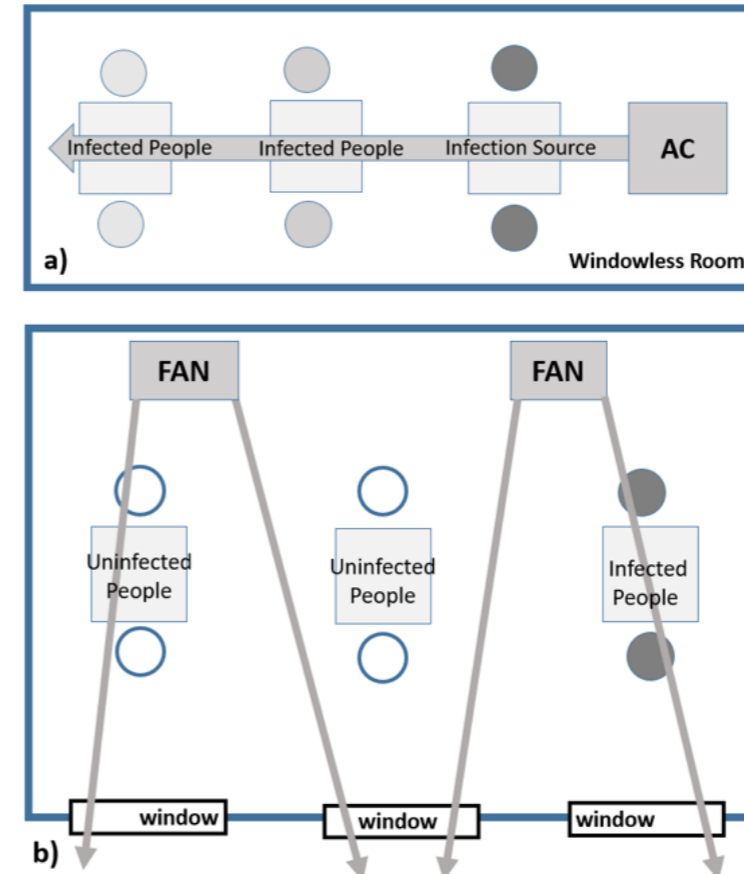 Infected People
Infected People
Infection Source
AC
a)
Windowless Room
FAN
FAN
Uninfected
People
Uninfected
People
Infected
People
window
window
window
b)